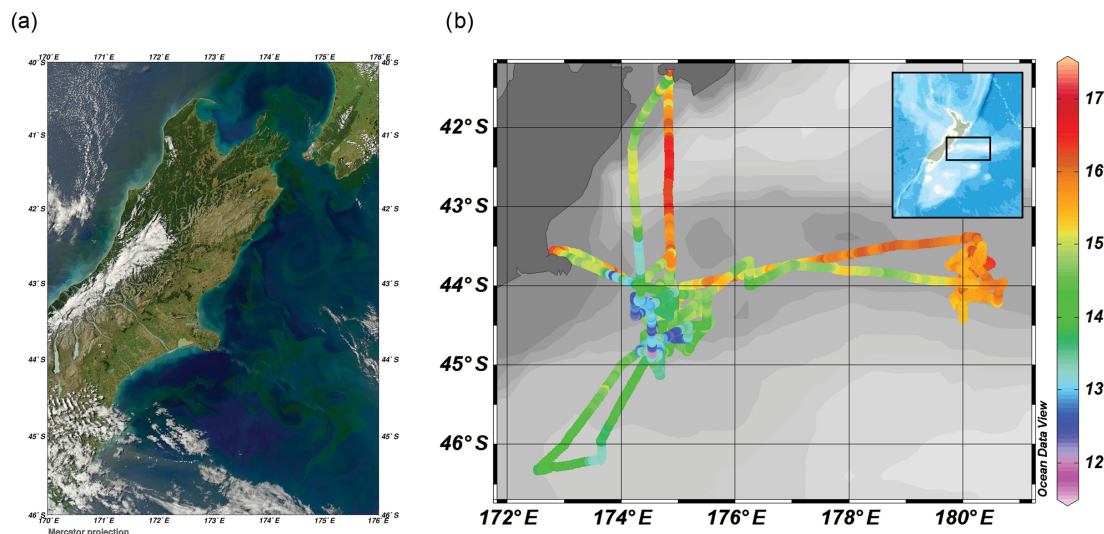 (a)
170° E 171° E 172° E 173° E 174° E 175° E 176° E
40° S 40° S
41° S 41° S
42° S 42° S
43° S 43° S
44° S 44° S
45° S 45° S
46° S 46° S
170° E 171° E 172° E 173° E 174° E 175° E 176° E
Mercator projection
(b)
42°S
43°S
44°S
45°S
46°S
172°E 174°E 176°E 178°E 180°E
Ocean Data View
17
16
15
14
13
12